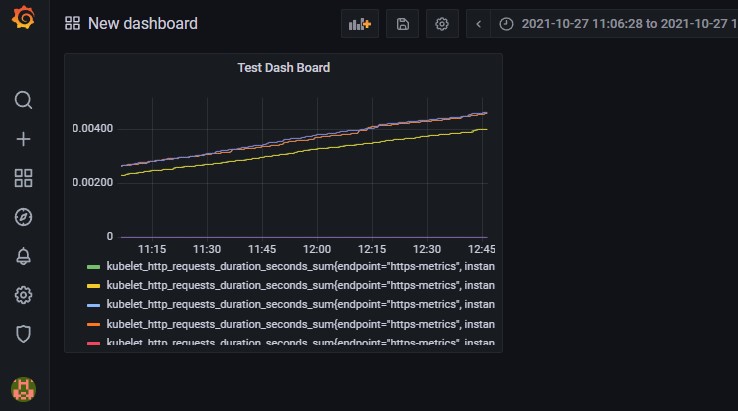 New dashboard
2021-10-27 11:06:28 to 2021-10-27 1
Test Dash Board
0.00400
0.00200
0
11:15 11:30 11:45 12:00 12:15 12:30 12:45
kubelet_http_requests_duration_seconds_sum{endpoint="https-metrics", instan
kubelet_http_requests_duration_seconds_sum{endpoint="https-metrics", instan
kubelet_http_requests_duration_seconds_sum{endpoint="https-metrics", instan
kubelet_http_requests_duration_seconds_sum{endpoint="https-metrics", instan
kubelet_http_requests_duration_seconds_sum{endpoint="https-metrics", instan